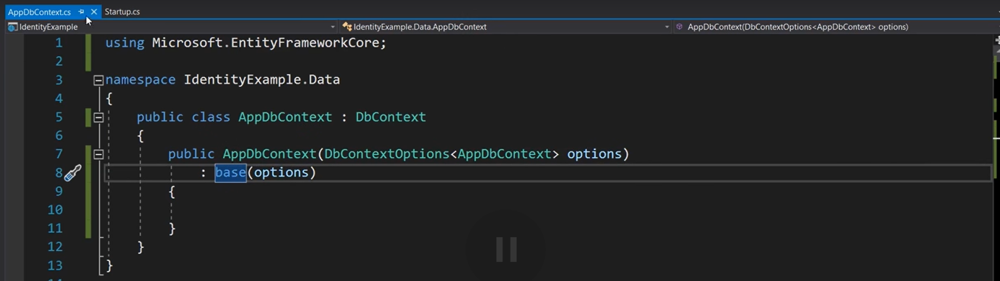 AppDbContext.cs Startup.cs
IdentityExample IdentityExample.Data.AppDbContext AppDbContext(DbContextOptions<AppDbContext> options)
1 using Microsoft.EntityFrameworkCore;
2
3 namespace IdentityExample.Data
4 {
5 public class AppDbContext : DbContext
6 {
7 public AppDbContext(DbContextOptions<AppDbContext> options)
8 : base(options)
9 {
10
11 }
12 }
13 }